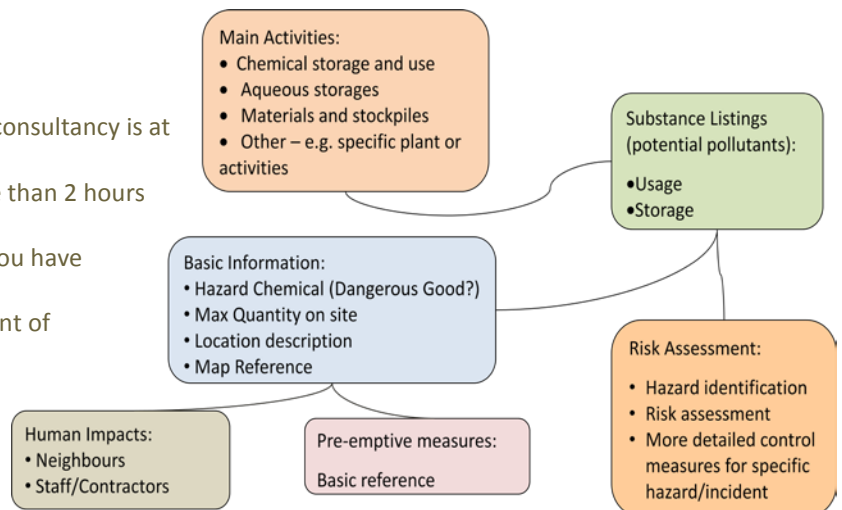 consultancy is at
than 2 hours
ou have
nt of
Main Activities:
• Chemical storage and use
• Aqueous storages
• Materials and stockpiles
• Other – e.g. specific plant or
activities
Substance Listings
(potential pollutants):
•Usage
•Storage
Basic Information:
• Hazard Chemical (Dangerous Good?)
• Max Quantity on site
• Location description
• Map Reference
Risk Assessment:
• Hazard identification
• Risk assessment
• More detailed control
measures for specific
hazard/incident
Human Impacts:
• Neighbours
• Staff/Contractors
Pre-emptive measures:
Basic reference